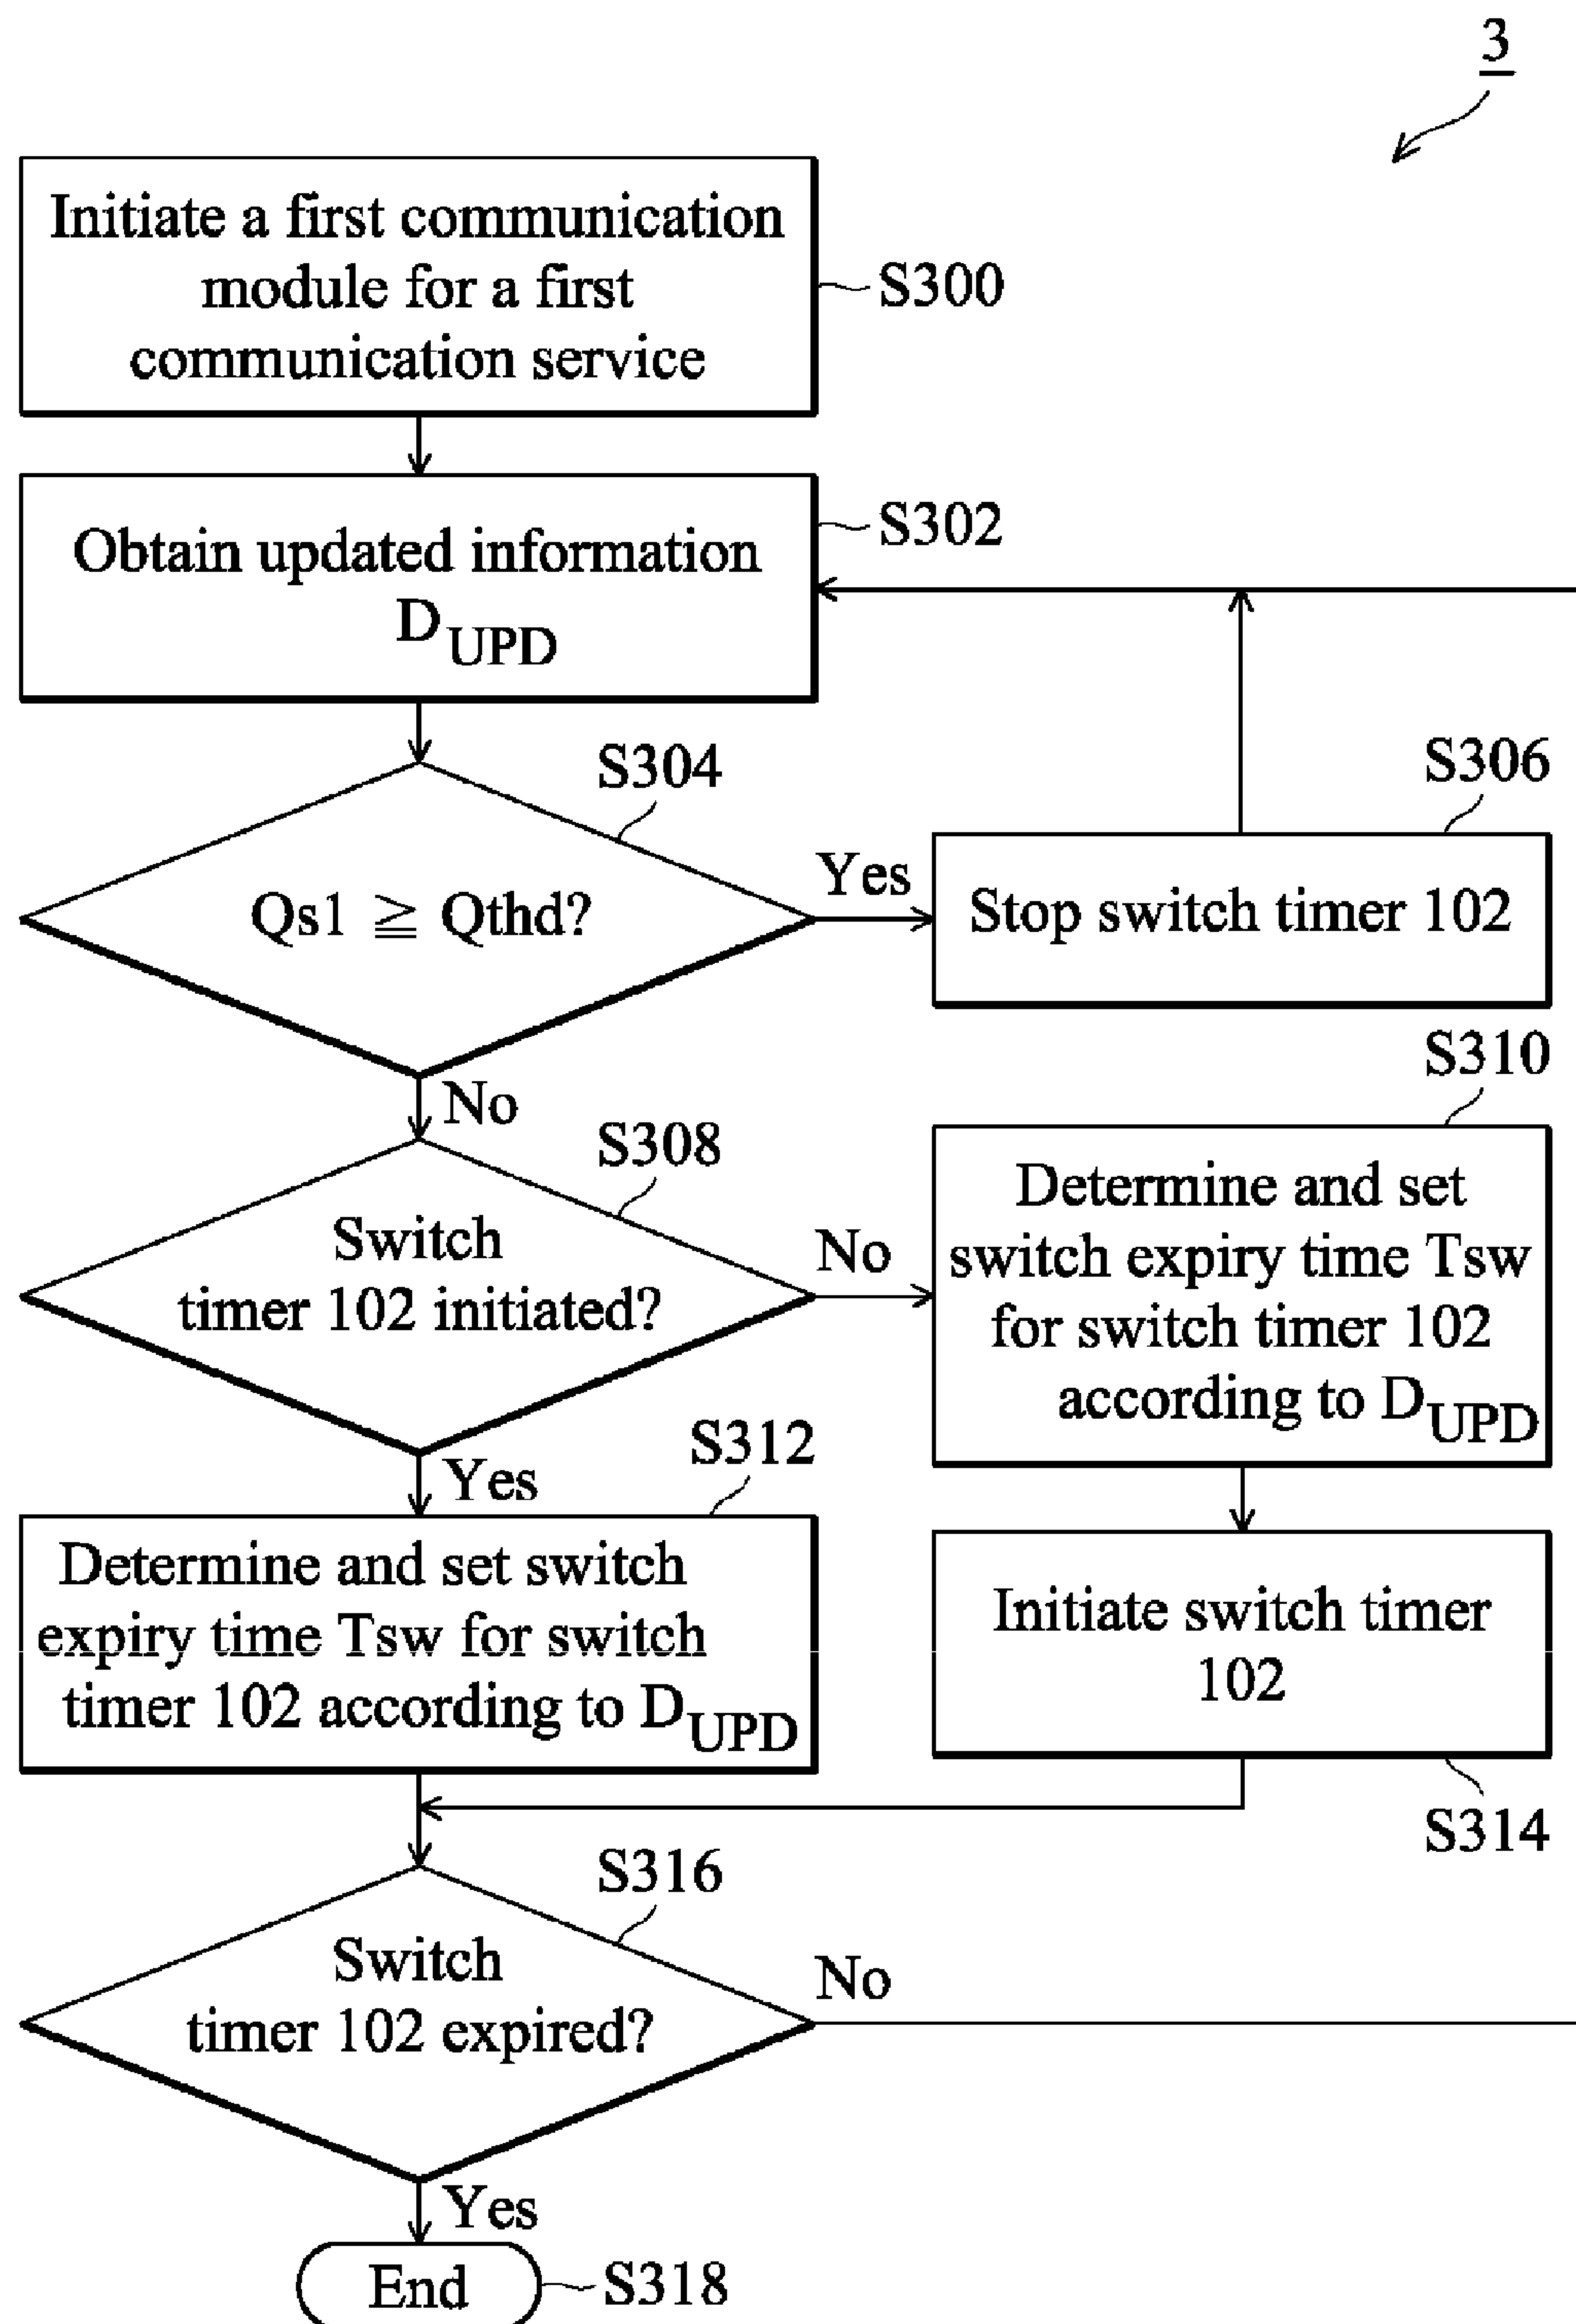 3
Initiate a first communication
module for a first
communication service
S300
Obtain updated information
D_UPD
S302
S304
Qs1 ≧ Qthd?
Yes
S306
Stop switch timer 102
No
S308
Switch
timer 102 initiated?
No
S310
Determine and set
switch expiry time Tsw
for switch timer 102
according to D_UPD
Yes
S312
Determine and set switch
expiry time Tsw for switch
timer 102 according to D_UPD
Initiate switch timer
102
S314
S316
Switch
timer 102 expired?
No
Yes
End
S318